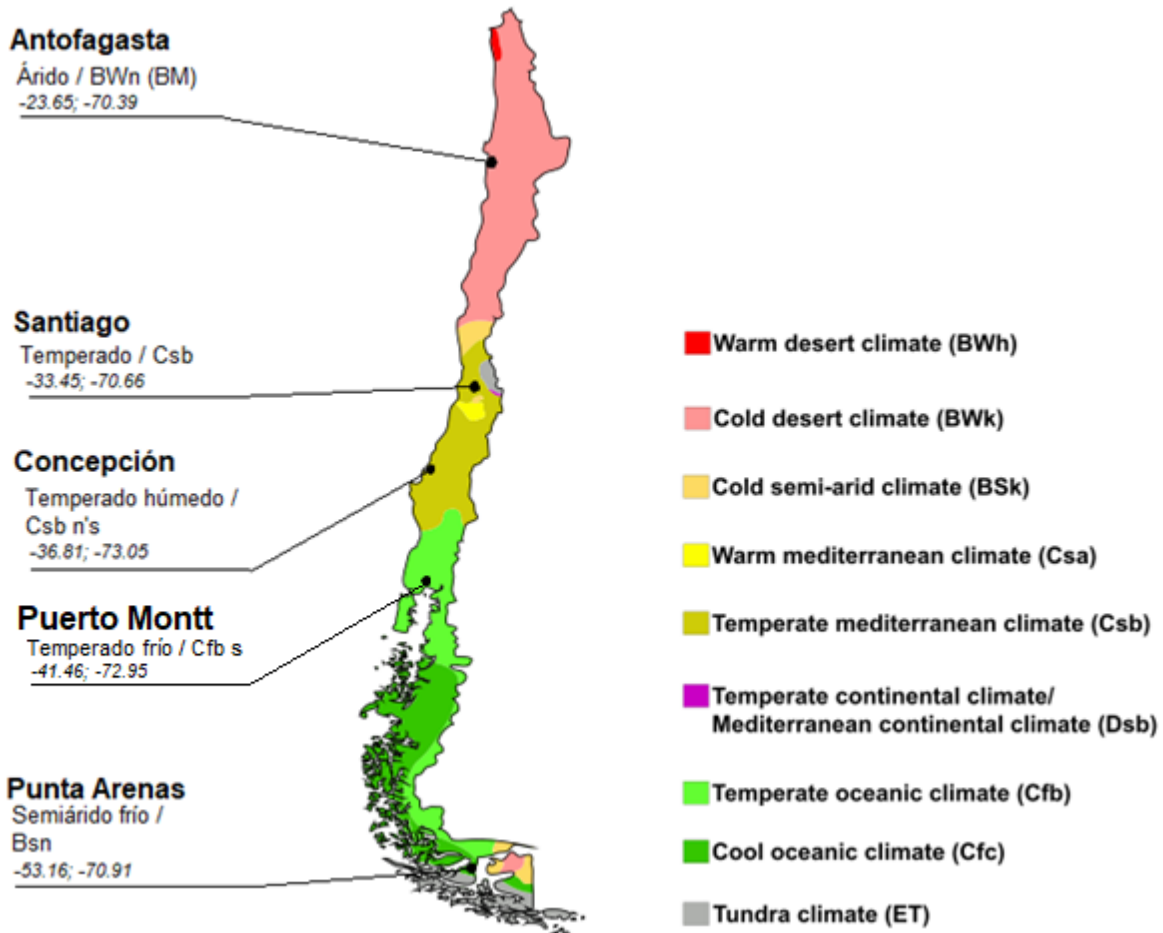 Antofagasta
Árido / BWn (BM)
-23.65; -70.39
Santiago
Temperado / Csb
-33.45; -70.66
Concepción
Temperado húmedo /
Csb n's
-36.81; -73.05
Puerto Montt
Temperado frío / Cfb s
-41.46; -72.95
Punta Arenas
Semiárido frío /
Bsn
-53.16; -70.91
Warm desert climate (BWh)
Cold desert climate (BWk)
Cold semi-arid climate (BSk)
Warm mediterranean climate (Csa)
Temperate mediterranean climate (Csb)
Temperate continental climate/
Mediterranean continental climate (Dsb)
Temperate oceanic climate (Cfb)
Cool oceanic climate (Cfc)
Tundra climate (ET)